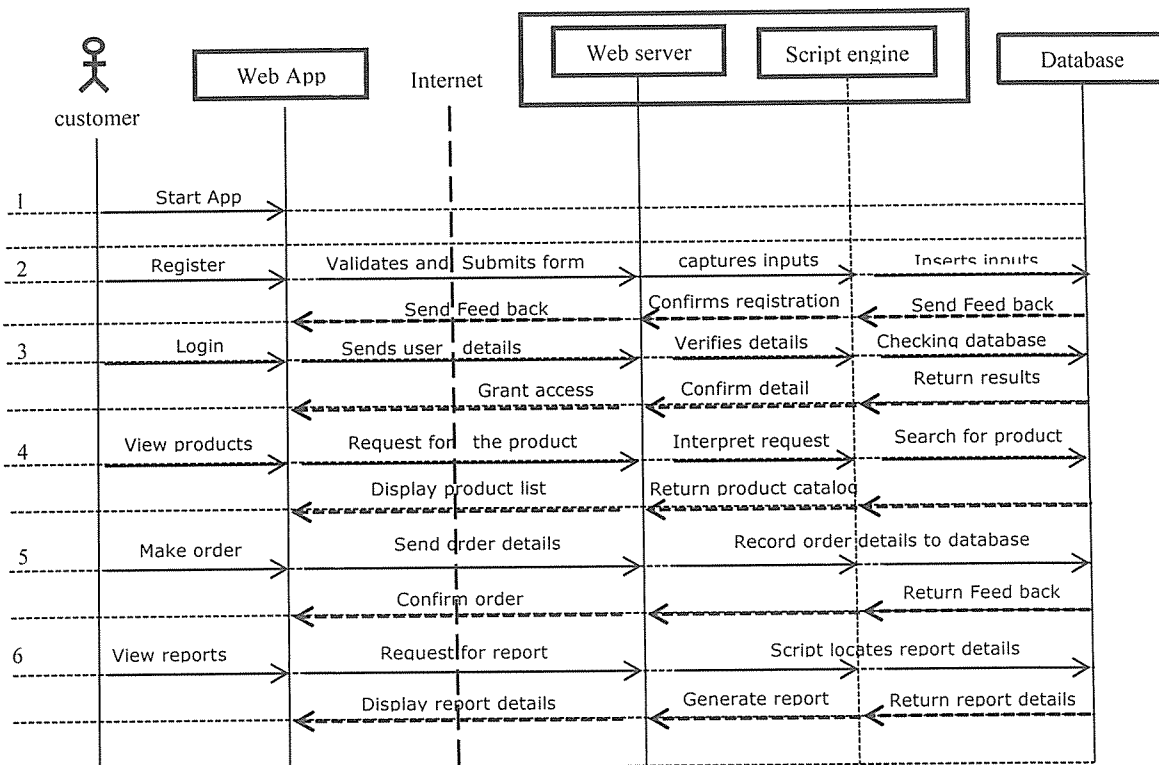 Web server Script engine
Web App Internet Database
customer
1 Start App
2 Register Validates and Submits form captures inputs Inserts inputs
Send Feed back Confirms registration Send Feed back
3 Login Sends user details Verifies details Checking database
Grant access Confirm detail Return results
4 View products Request for the product Interpret request Search for product
Display product list Return product catalog
5 Make order Send order details Record order details to database
Confirm order Return Feed back
6 View reports Request for report Script locates report details
Display report details Generate report Return report details